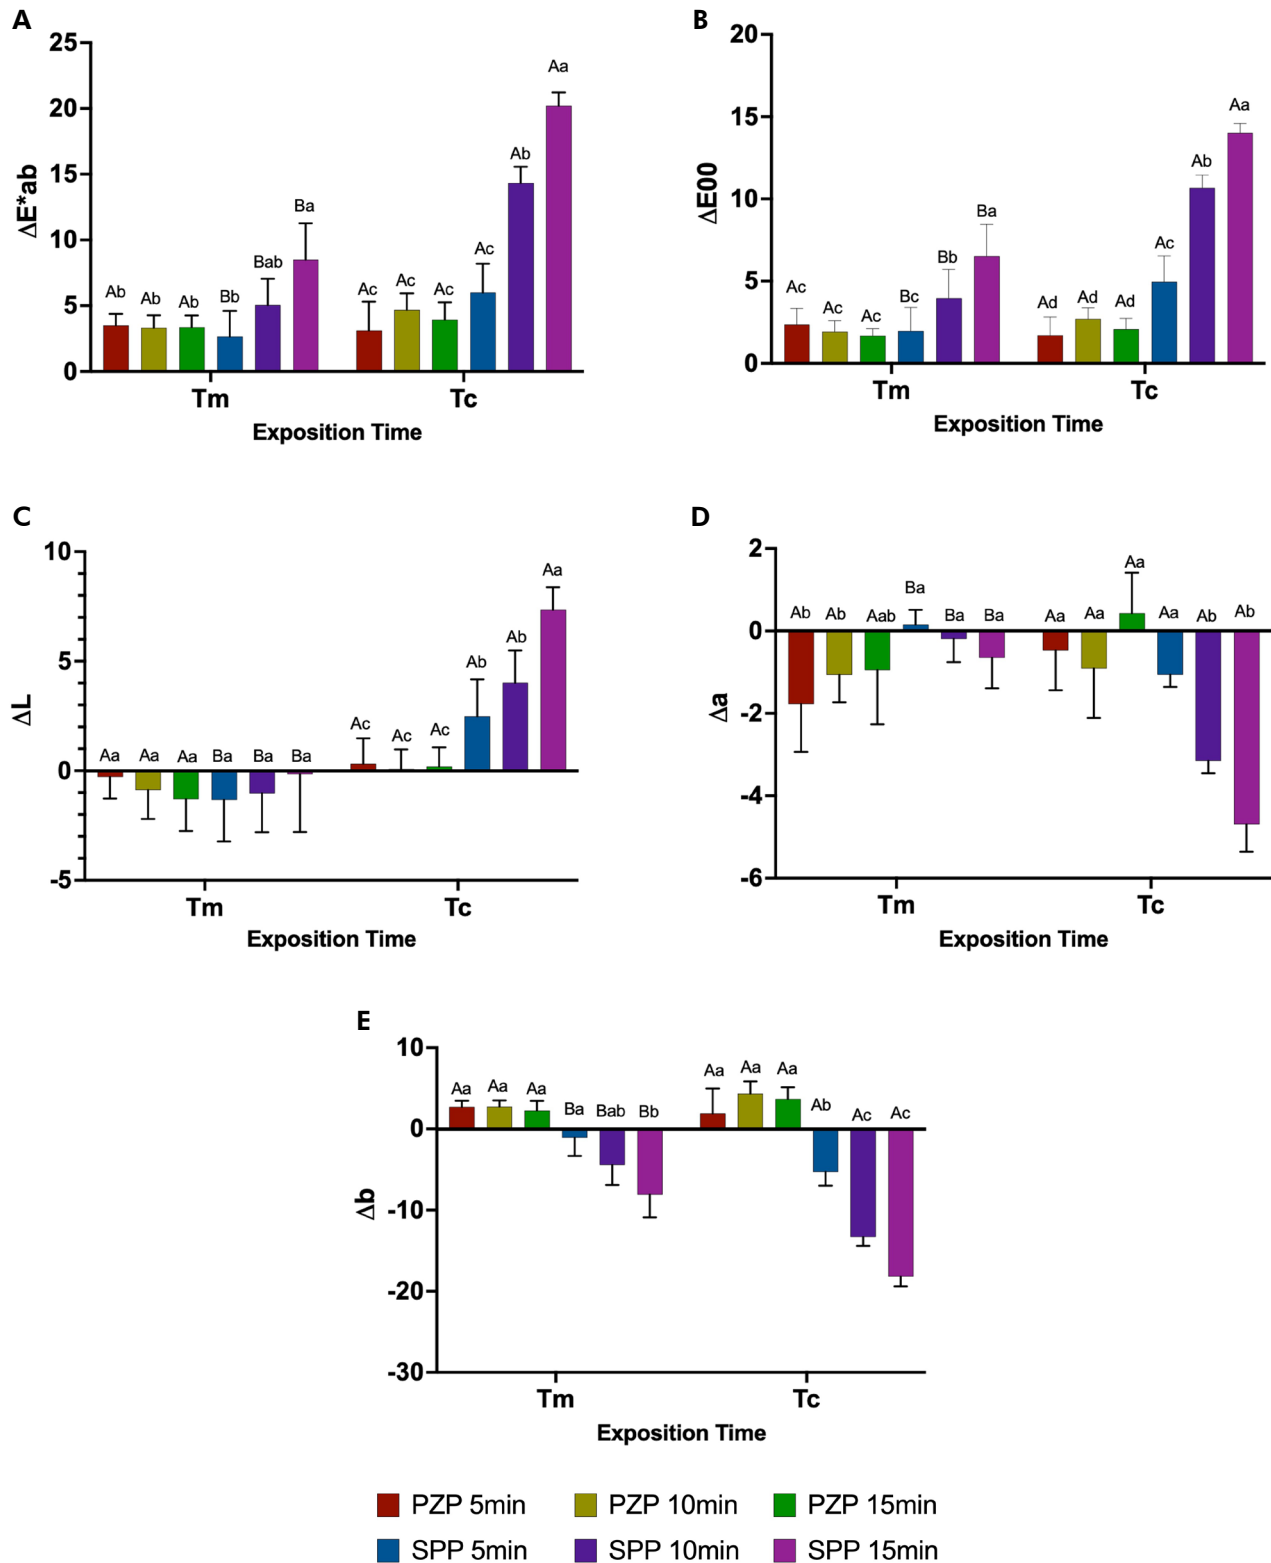 A
25
20
15
10
5
0
ΔE*ab
Ab Ab Ab Bb Bab Ba Ac Ac Ac Ac Ab Aa
Tm Tc
Exposition Time
B
20
15
10
5
0
ΔE00
Ac Ac Ac Bc Bb Ba Ad Ad Ad Ac Ab Aa
Tm Tc
Exposition Time
C
10
5
0
-5
ΔL
Aa Aa Aa Ba Ba Ba Ac Ac Ac Ab Ab Aa
Tm Tc
Exposition Time
D
2
0
-2
-4
-6
Δa
Ab Ab Aab Ba Ba Ba Aa Aa Aa Aa Ab Ab
Tm Tc
Exposition Time
E
10
0
-10
-20
-30
Δb
Aa Aa Aa Ba Bab Bb Aa Aa Aa Ab Ac Ac
Tm Tc
Exposition Time
PZP 5min PZP 10min PZP 15min
SPP 5min SPP 10min SPP 15min